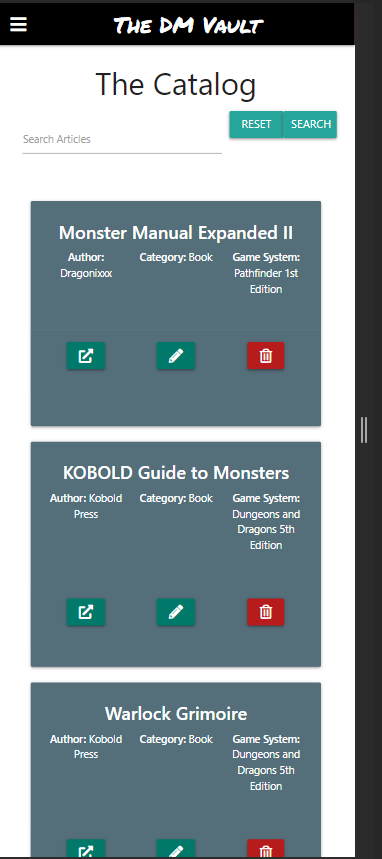 The DM Vault
The Catalog
RESET
SEARCH
Search Articles
Monster Manual Expanded II
Author:
Dragonixxx
Category: Book
Game System:
Pathfinder 1st
Edition
KOBOLD Guide to Monsters
Author: Kobold
Press
Category: Book
Game System:
Dungeons and
Dragons 5th
Edition
Warlock Grimoire
Author: Kobold
Press
Category: Book
Game System:
Dungeons and
Dragons 5th
Edition